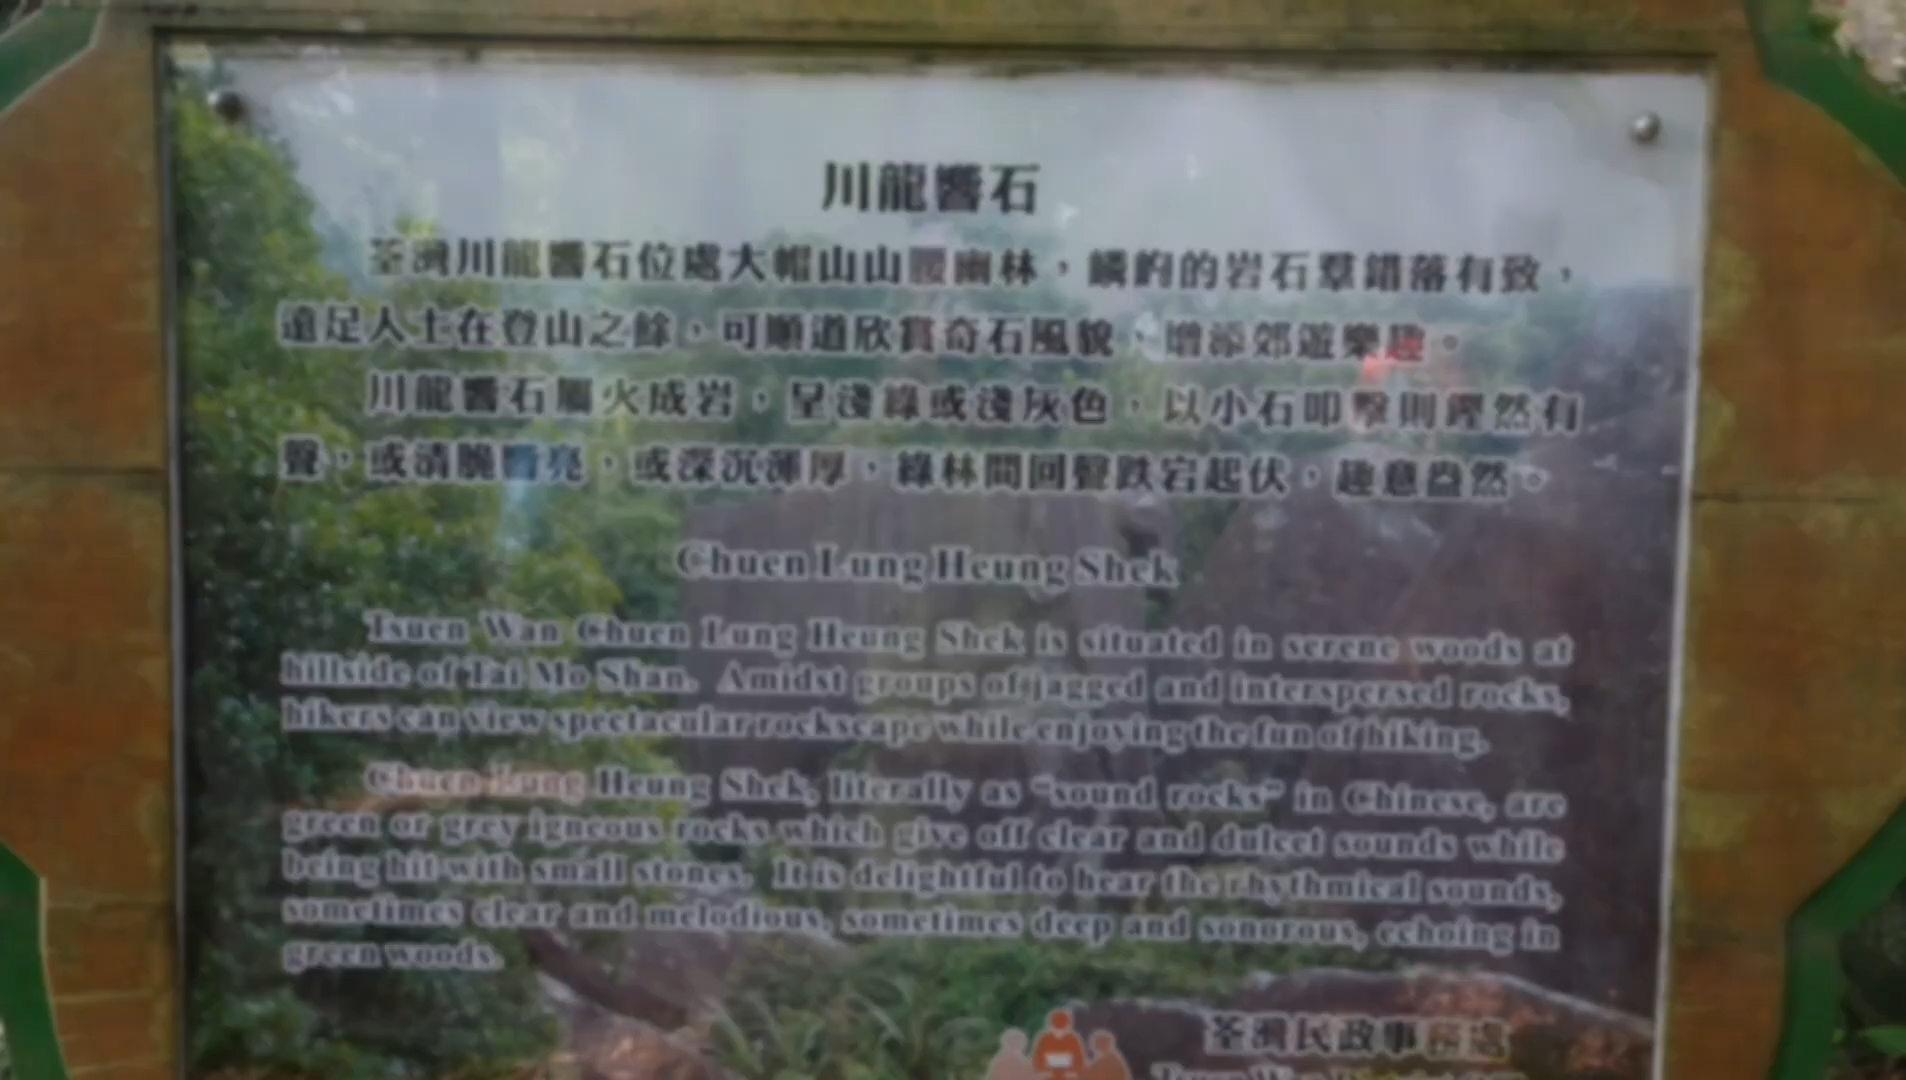 川龍響石
荃灣川龍響石位處大帽山山腰幽林，嶙峋的岩石羣錯落有致，
遠足人士在登山之餘，可順道欣賞奇石風貌，增添郊遊樂趣。
川龍響石屬火成岩，呈淺綠或淺灰色，以小石叩擊則鏗然有
聲，或清脆響亮，或深沉渾厚，綠林間回聲跌宕起伏，趣意盎然。
Chuen Lung Heung Shek
Tsuen Wan Chuen Lung Heung Shek is situated in serene woods at
hillside of Tai Mo Shan. Amidst groups of jagged and interspersed rocks,
hikers can view spectacular rockscape while enjoying the fun of hiking.
Chuen Lung Heung Shek, literally as "sound rocks" in Chinese, are
green or grey igneous rocks which give off clear and dulcet sounds while
being hit with small stones. It is delightful to hear the rhythmical sounds,
sometimes clear and melodious, sometimes deep and sonorous, echoing in
green woods.
荃灣民政事務處
Tsuen Wan District